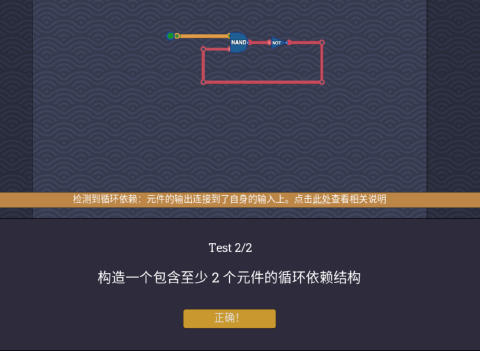 NAND
NOT
检测到循环依赖：元件的输出连接到了自身的输入上。点击此处查看相关说明
Test 2/2
构造一个包含至少 2 个元件的循环依赖结构
正确！